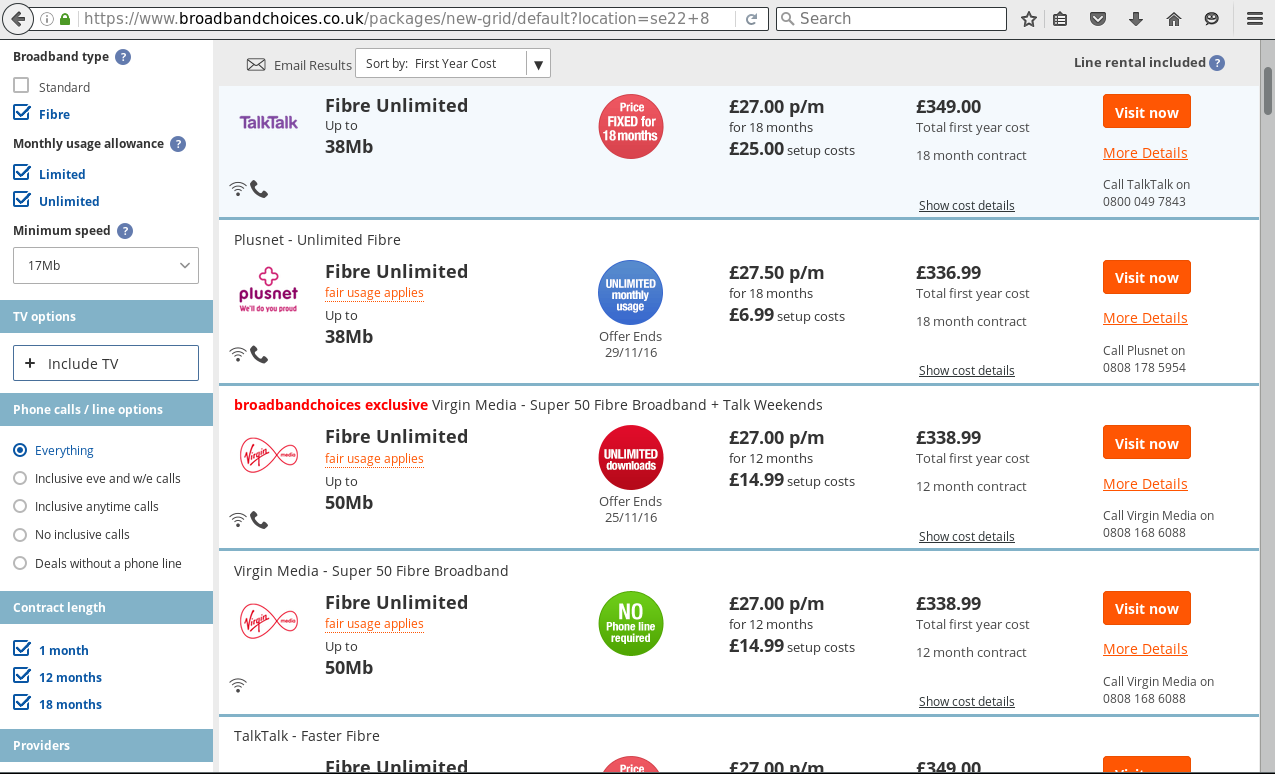 https://www.broadbandchoices.co.uk/packages/new-grid/default?location=se22+8
Search
Broadband type ?
Standard
Fibre
Monthly usage allowance ?
Limited
Unlimited
Minimum speed ?
17Mb
TV options
+ Include TV
Phone calls / line options
Everything
Inclusive eve and w/e calls
Inclusive anytime calls
No inclusive calls
Deals without a phone line
Contract length
1 month
12 months
18 months
Providers
Email Results
Sort by: First Year Cost
Line rental included ?
TalkTalk
Fibre Unlimited
Up to
38Mb
Price
FIXED for
18 months
£27.00 p/m
for 18 months
£25.00 setup costs
£349.00
Total first year cost
18 month contract
Show cost details
Visit now
More Details
Call TalkTalk on
0800 049 7843
Plusnet - Unlimited Fibre
plusnet
We'll do you proud
Fibre Unlimited
fair usage applies
Up to
38Mb
UNLIMITED
monthly
usage
Offer Ends
29/11/16
£27.50 p/m
for 18 months
£6.99 setup costs
£336.99
Total first year cost
18 month contract
Show cost details
Visit now
More Details
Call Plusnet on
0808 178 5954
broadbandchoices exclusive Virgin Media - Super 50 Fibre Broadband + Talk Weekends
Virgin media
Fibre Unlimited
fair usage applies
Up to
50Mb
UNLIMITED
downloads
Offer Ends
25/11/16
£27.00 p/m
for 12 months
£14.99 setup costs
£338.99
Total first year cost
12 month contract
Show cost details
Visit now
More Details
Call Virgin Media on
0808 168 6088
Virgin Media - Super 50 Fibre Broadband
Virgin media
Fibre Unlimited
fair usage applies
Up to
50Mb
NO
Phone line
required
£27.00 p/m
for 12 months
£14.99 setup costs
£338.99
Total first year cost
12 month contract
Show cost details
Visit now
More Details
Call Virgin Media on
0808 168 6088
TalkTalk - Faster Fibre
Fibre Unlimited
Price
£27.00 p/m
£349.00
Visit now